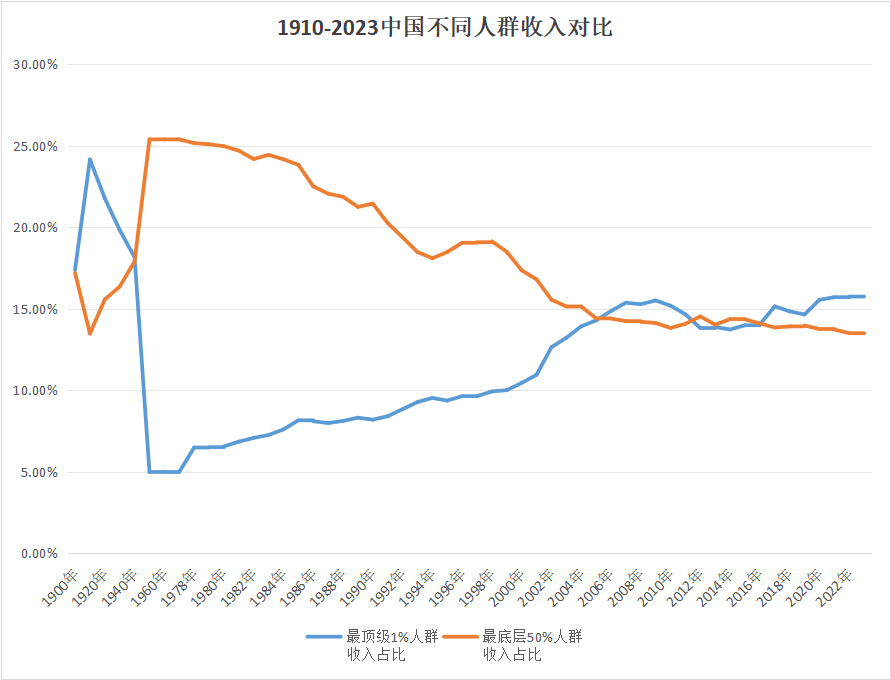 1910-2023中国不同人群收入对比
30.00%
25.00%
20.00%
15.00%
10.00%
5.00%
0.00%
1900年
1920年
1940年
1960年
1978年
1980年
1982年
1984年
1986年
1988年
1990年
1992年
1994年
1996年
1998年
2000年
2002年
2004年
2006年
2008年
2010年
2012年
2014年
2016年
2018年
2020年
2022年
最顶级1%人群
收入占比
最底层50%人群
收入占比